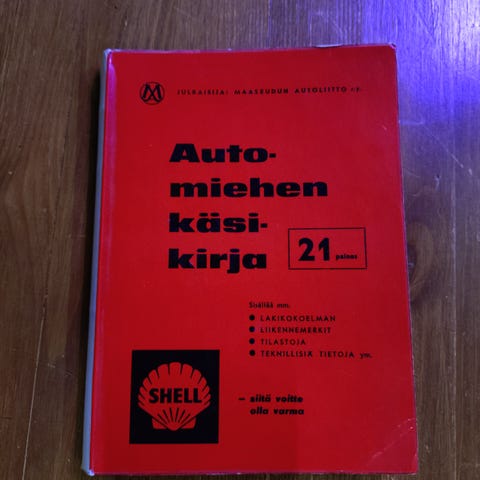 JULKAISIJA: MAASEUDUN AUTOLIITTO r.y.
Auto-
miehen
käsi-
kirja
21 painos
Sisältää mm:
● LAKIKOKOELMAN
● LIIKENNEMERKIT
● TILASTOJA
● TEKNILLISIÄ TIETOJA ym.
SHELL
– siitä voitte
olla varma